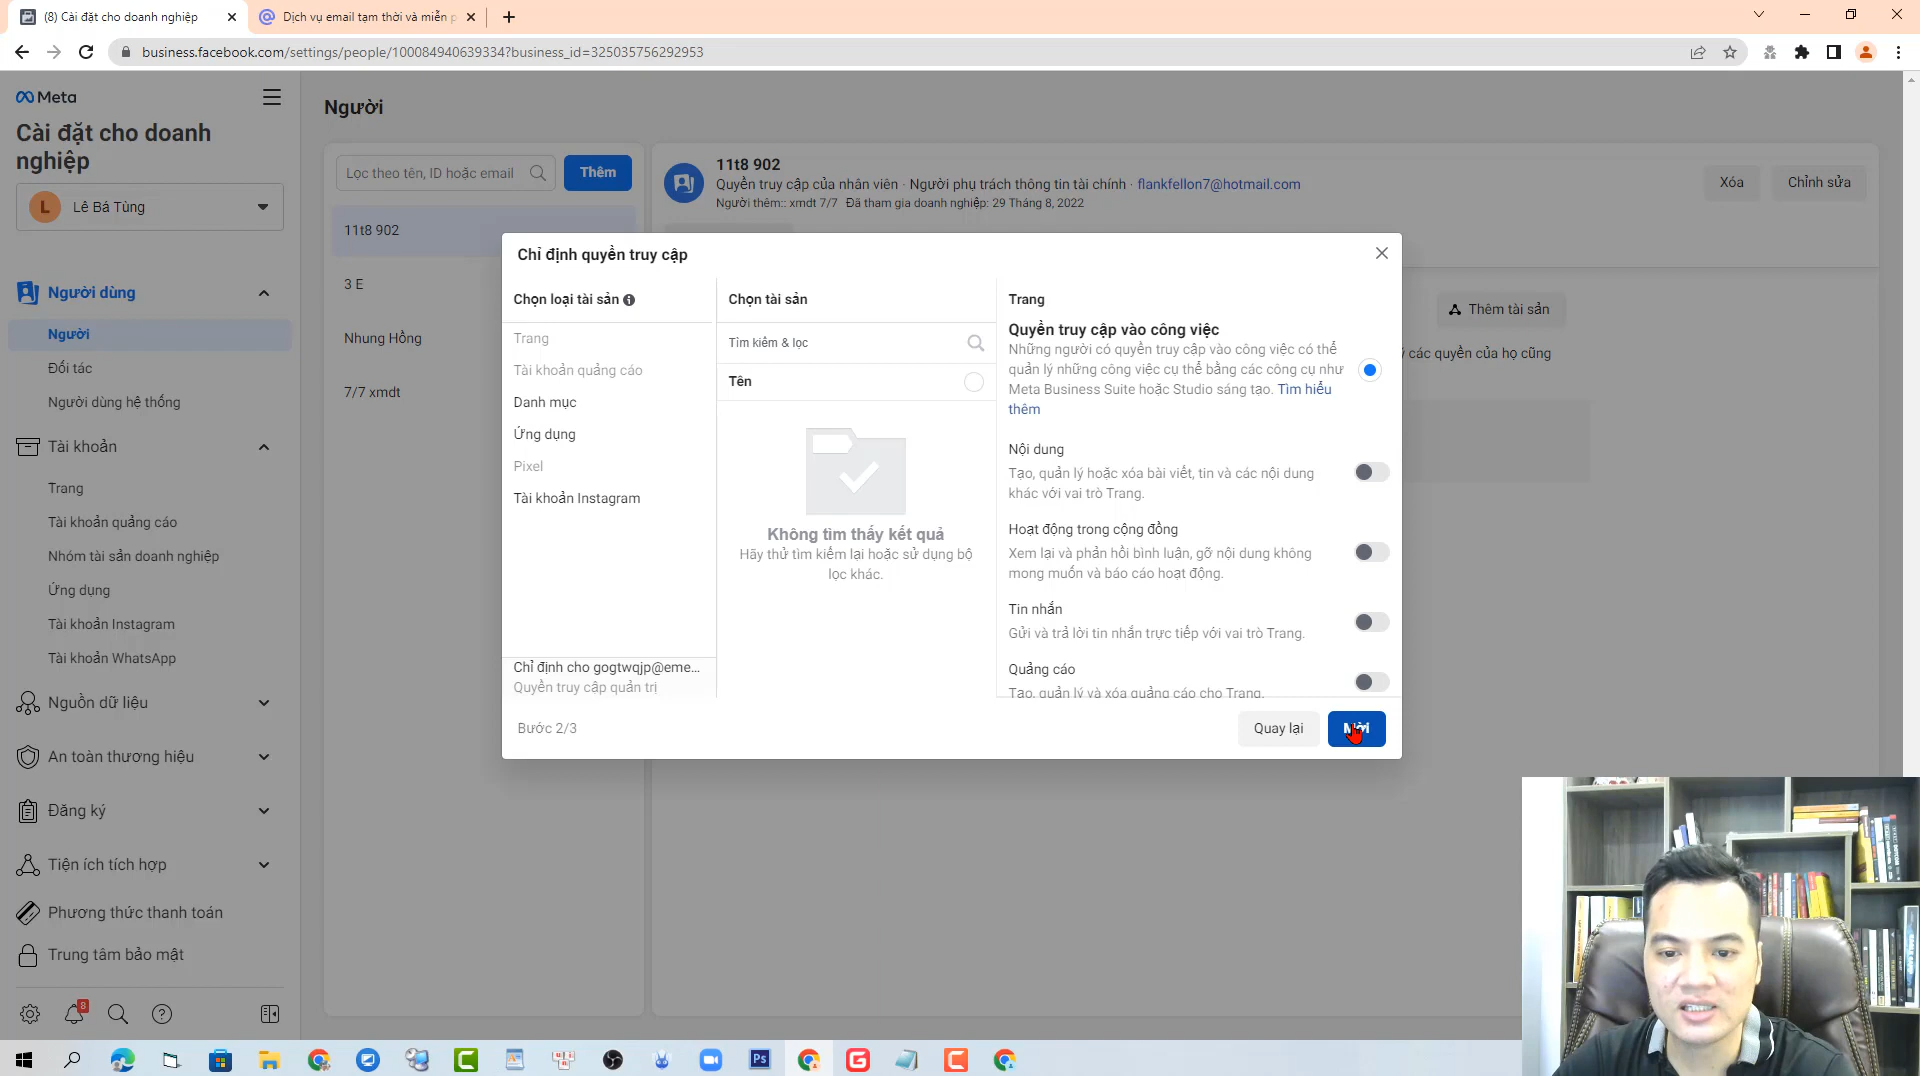 (8) Cài đặt cho doanh nghiệp
Dịch vụ email tạm thời và miễn p
business.facebook.com/settings/people/100084940639334?business_id=325035756292953
Meta
Cài đặt cho doanh
nghiệp
L
Lê Bá Tùng
Người dùng
Người
Đối tác
Người dùng hệ thống
Tài khoản
Trang
Tài khoản quảng cáo
Nhóm tài sản doanh nghiệp
Ứng dụng
Tài khoản Instagram
Tài khoản WhatsApp
Nguồn dữ liệu
An toàn thương hiệu
Đăng ký
Tiện ích tích hợp
Phương thức thanh toán
Trung tâm bảo mật
8
Người
Lọc theo tên, ID hoặc email
Thêm
11t8 902
3 E
Nhung Hồng
7/7 xmdt
11t8 902
Quyền truy cập của nhân viên · Người phụ trách thông tin tài chính · flankfellon7@hotmail.com
Người thêm:: xmdt 7/7 Đã tham gia doanh nghiệp: 29 Tháng 8, 2022
Xóa
Chỉnh sửa
Thêm tài sản
các quyền của họ cũng
Chỉ định quyền truy cập
Chọn loại tài sản
Trang
Tài khoản quảng cáo
Danh mục
Ứng dụng
Pixel
Tài khoản Instagram
Chỉ định cho gogtwqjp@eme...
Quyền truy cập quản trị
Chọn tài sản
Tìm kiếm & lọc
Tên
Không tìm thấy kết quả
Hãy thử tìm kiếm lại hoặc sử dụng bộ
lọc khác.
Trang
Quyền truy cập vào công việc
Những người có quyền truy cập vào công việc có thể
quản lý những công việc cụ thể bằng các công cụ như
Meta Business Suite hoặc Studio sáng tạo. Tìm hiểu
thêm
Nội dung
Tạo, quản lý hoặc xóa bài viết, tin và các nội dung
khác với vai trò Trang.
Hoạt động trong cộng đồng
Xem lại và phản hồi bình luận, gỡ nội dung không
mong muốn và báo cáo hoạt động.
Tin nhắn
Gửi và trả lời tin nhắn trực tiếp với vai trò Trang.
Quảng cáo
Tạo, quản lý và xóa quảng cáo cho Trang.
Bước 2/3
Quay lại
Ps